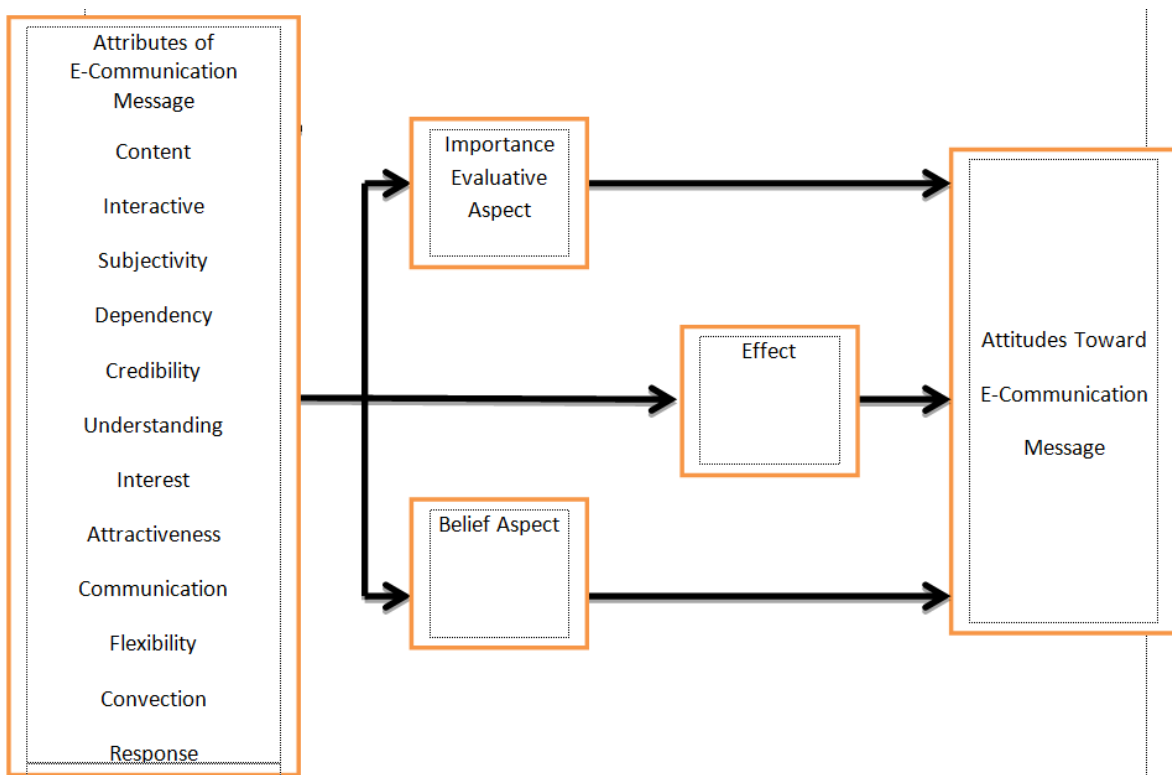 Attributes of
E-Communication
Message
Content
Interactive
Subjectivity
Dependency
Credibility
Understanding
Interest
Attractiveness
Communication
Flexibility
Convection
Response
Importance
Evaluative
Aspect
Effect
Belief Aspect
Attitudes Toward
E-Communication
Message